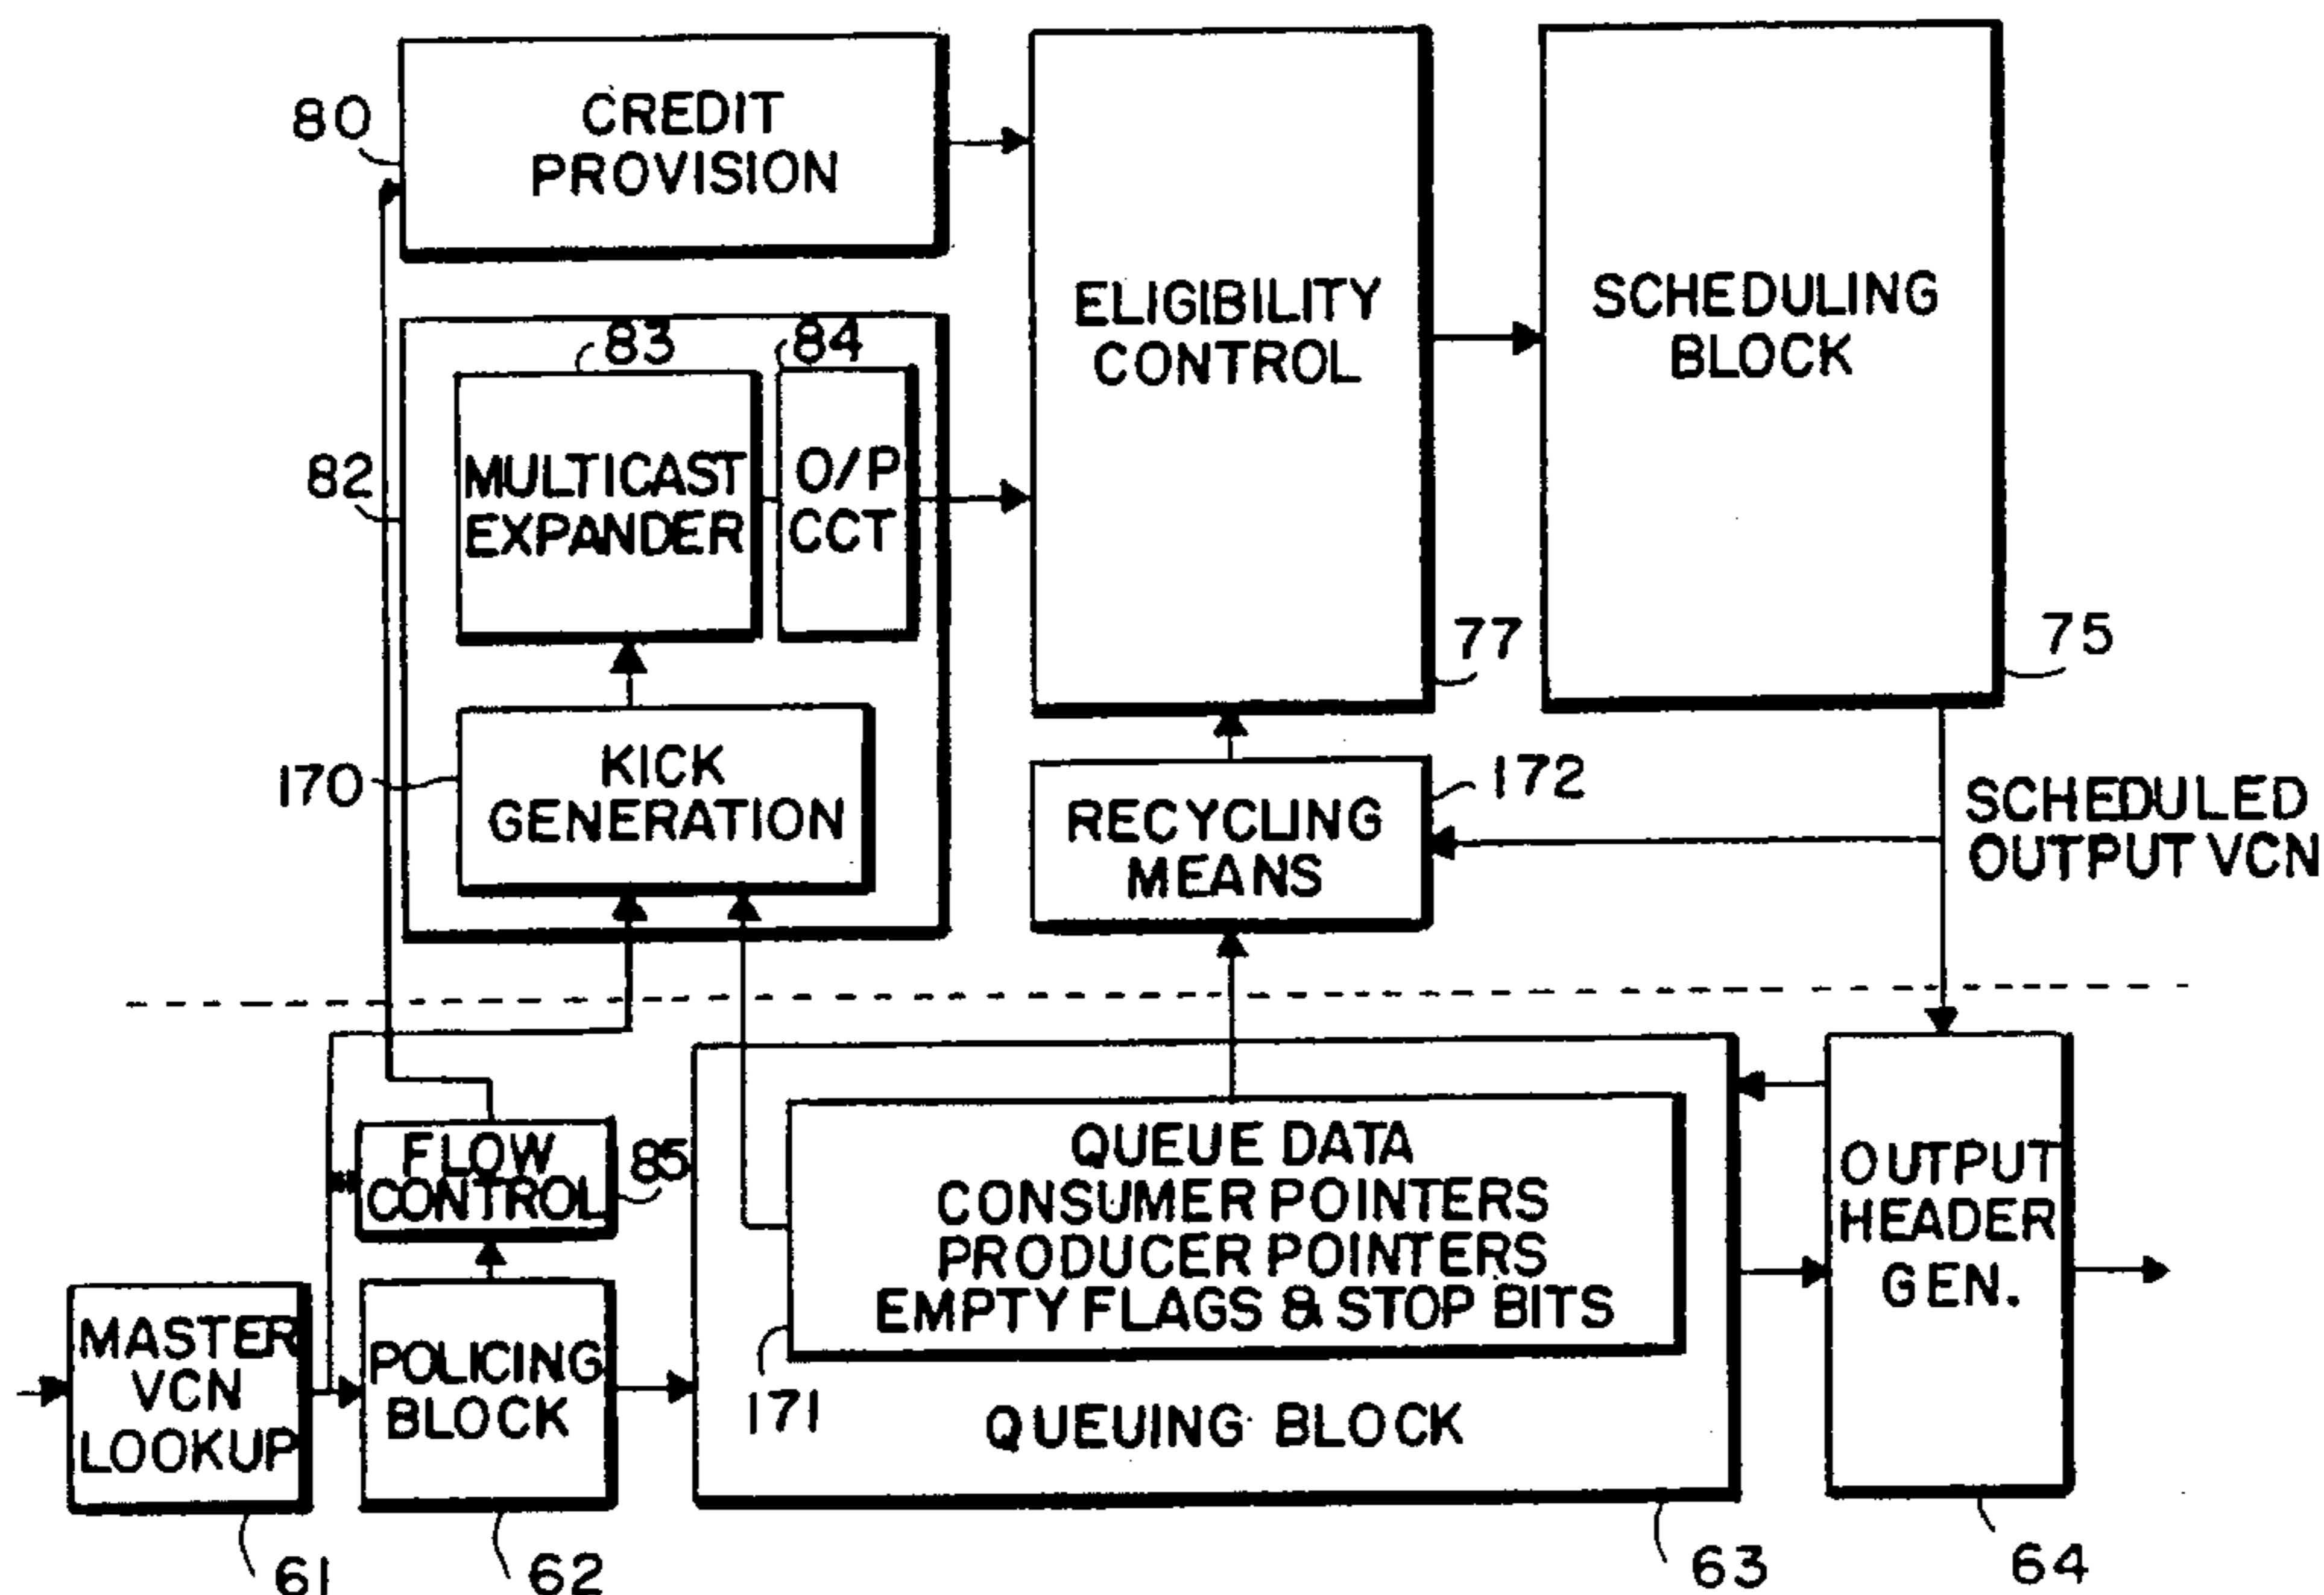 80
CREDIT
PROVISION
ELIGIBILITY
CONTROL
77
SCHEDULING
BLOCK
75
82
83
84
MULTICAST
EXPANDER
O/P
CCT
170
KICK
GENERATION
RECYCLING
MEANS
172
SCHEDULED
OUTPUT VCN
FLOW
CONTROL
85
MASTER
VCN
LOOKUP
61
POLICING
BLOCK
62
QUEUE DATA
CONSUMER POINTERS
PRODUCER POINTERS
EMPTY FLAGS & STOP BITS
171
QUEUING BLOCK
63
OUTPUT
HEADER
GEN.
64